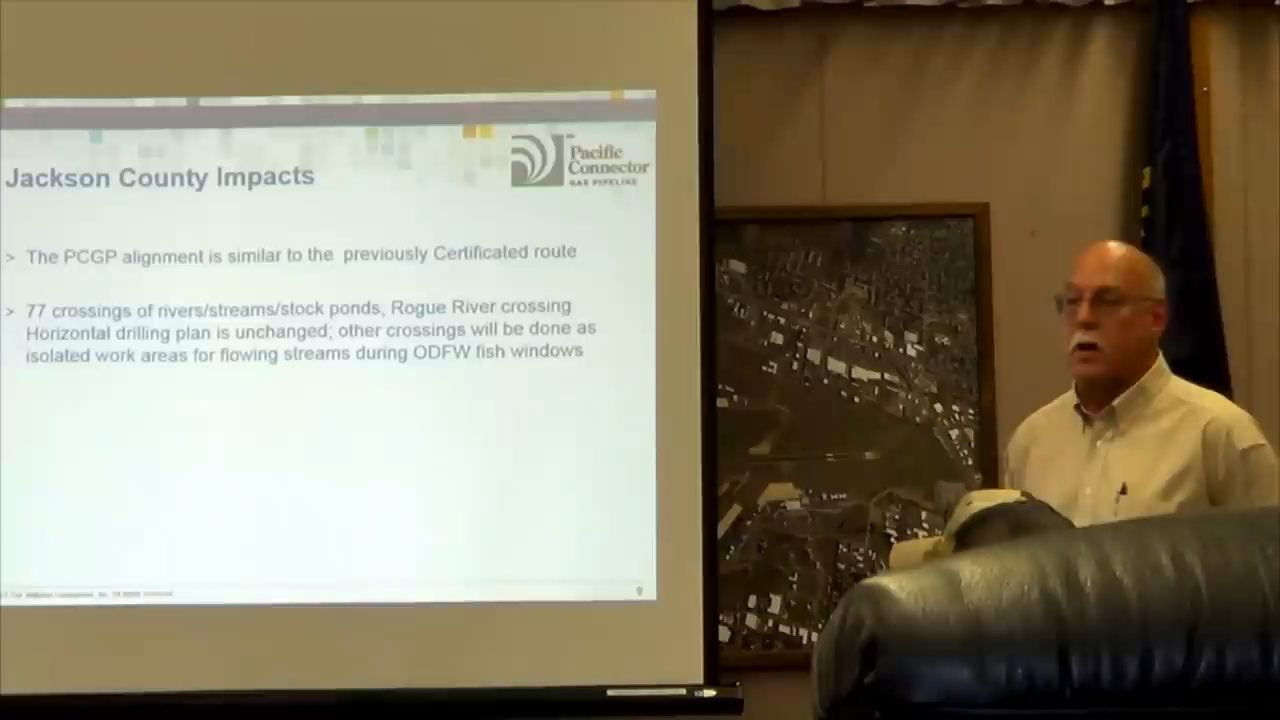 Pacific
Connector
GAS PIPELINE
Jackson County Impacts
> The PCGP alignment is similar to the previously Certificated route
> 77 crossings of rivers/streams/stock ponds, Rogue River crossing
Horizontal drilling plan is unchanged; other crossings will be done as
isolated work areas for flowing streams during ODFW fish windows